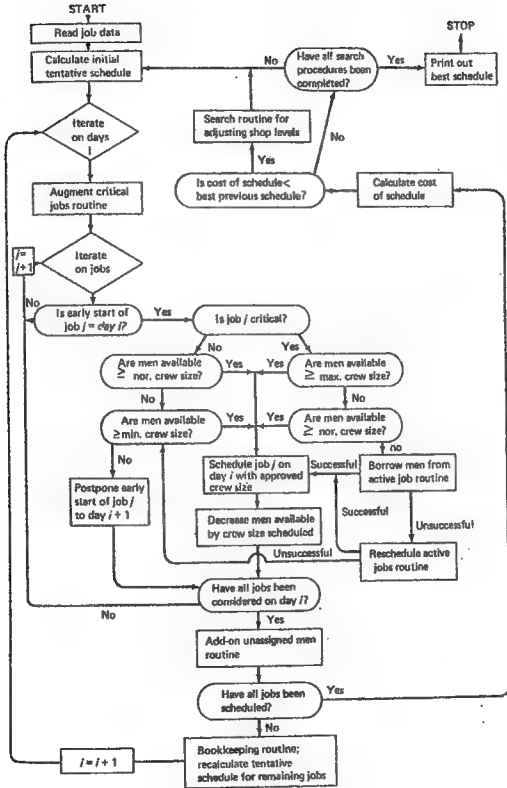 START
Read job data
Calculate initial
tentative schedule
Iterate
on days
i
Augment critical
jobs routine
Iterate
on jobs
j=
j+1
No
Is early start of
job j = day i?
Yes
Is job j critical?
No
Yes
Are men available
≥ nor. crew size?
Yes
Yes
Are men available
≥ max. crew size?
No
No
Are men available
≥min. crew size?
Yes
Yes
Are men available
≥ nor. crew size?
No
no
Postpone early
start of job j
to day i + 1
Schedule job j on
day i with approved
crew size
Successful
Borrow men from
active job routine
Successful
Unsuccessful
Decrease men available
by crew size scheduled
Unsuccessful
Reschedule active
jobs routine
Have all jobs been
considered on day i?
No
Yes
Add-on unassigned men
routine
Have all jobs been
scheduled?
Yes
No
Bookkeeping routine;
recalculate tentative
schedule for remaining jobs
i = i + 1
Calculate cost
of schedule
Is cost of schedule<
best previous schedule?
Yes
No
Search routine for
adjusting shop levels
Have all search
procedures been
completed?
No
Yes
Print out
best schedule
STOP